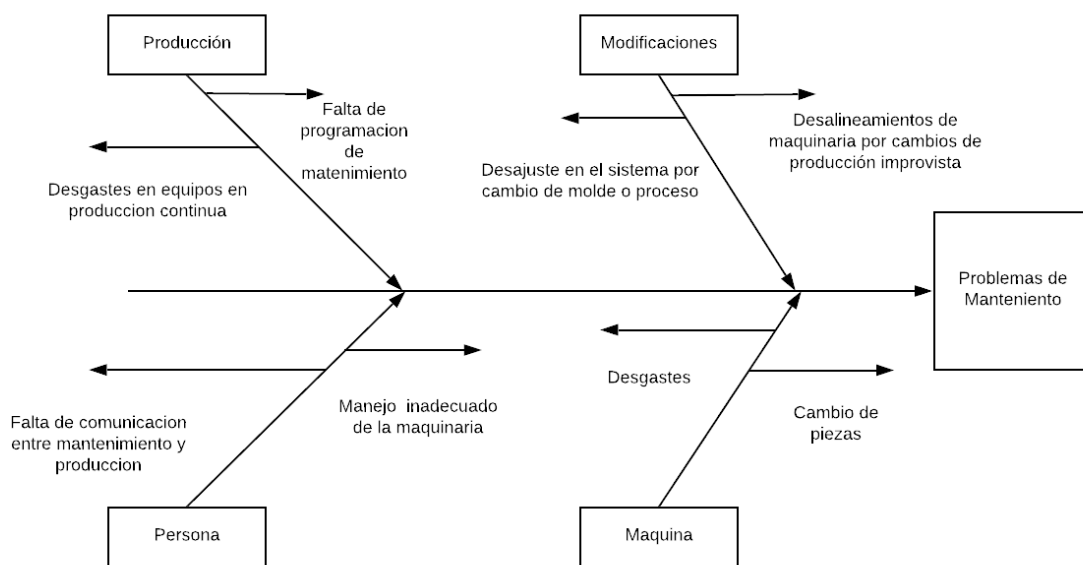 Producción
Modificaciones
Falta de
programacion
de
matenimiento
Desgastes en equipos en
produccion continua
Desalineamientos de
maquinaria por cambios de
producción improvista
Desajuste en el sistema por
cambio de molde o proceso
Problemas de
Manteniento
Falta de comunicacion
entre mantenimiento y
produccion
Manejo  inadecuado
de la maquinaria
Desgastes
Cambio de
piezas
Persona
Maquina